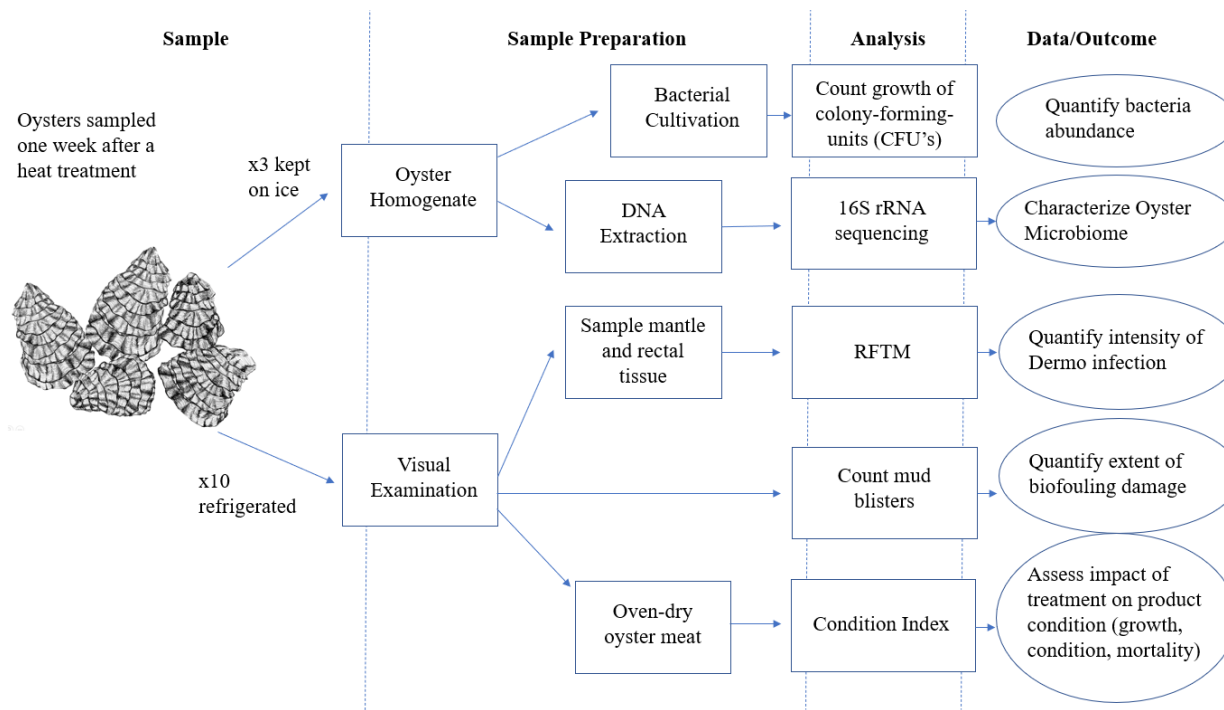 Sample
Sample Preparation
Analysis
Data/Outcome
Oysters sampled
one week after a
heat treatment
x3 kept
on ice
x10
refrigerated
Oyster
Homogenate
Visual
Examination
Bacterial
Cultivation
DNA
Extraction
Sample mantle
and rectal
tissue
Oven-dry
oyster meat
Count growth of
colony-forming-
units (CFU's)
16S rRNA
sequencing
RFTM
Count mud
blisters
Condition Index
Quantify bacteria
abundance
Characterize Oyster
Microbiome
Quantify intensity of
Dermo infection
Quantify extent of
biofouling damage
Assess impact of
treatment on product
condition (growth,
condition, mortality)